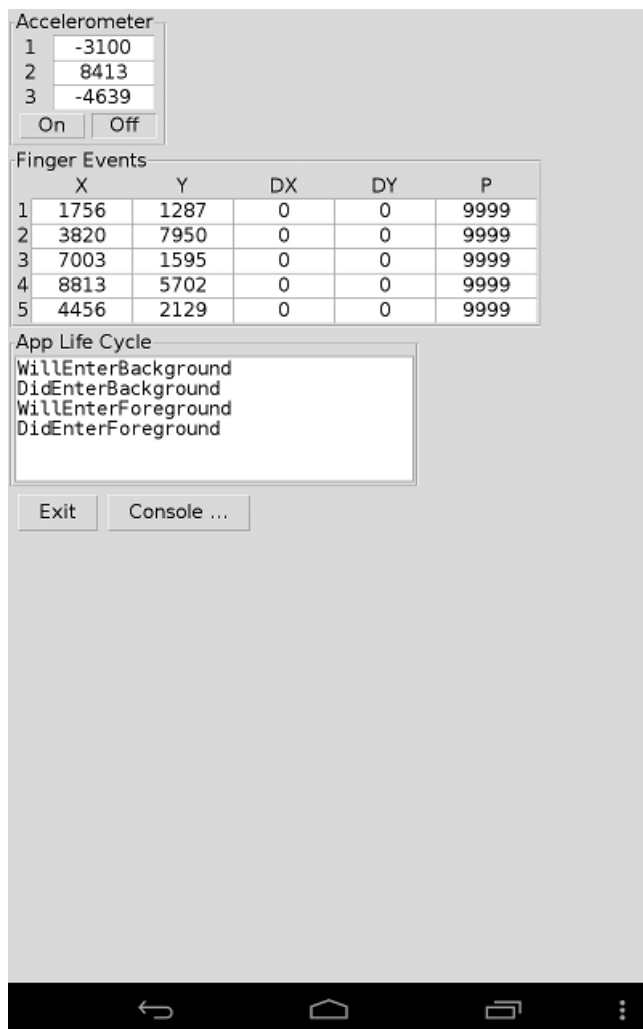 Accelerometer
1 -3100
2 8413
3 -4639
On Off
Finger Events
X Y DX DY P
1 1756 1287 0 0 9999
2 3820 7950 0 0 9999
3 7003 1595 0 0 9999
4 8813 5702 0 0 9999
5 4456 2129 0 0 9999
App Life Cycle
WillEnterBackground
DidEnterBackground
WillEnterForeground
DidEnterForeground
Exit Console ...